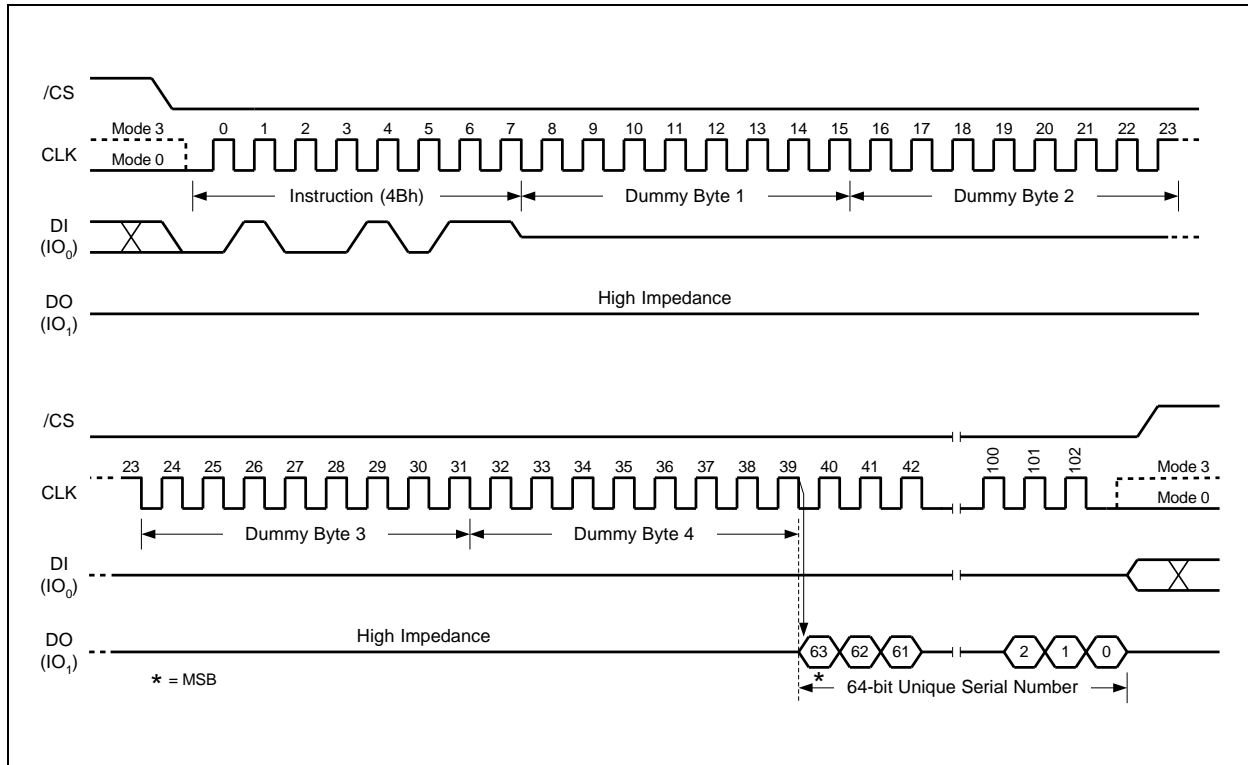 /CS
Mode 3 0 1 2 3 4 5 6 7 8 9 10 11 12 13 14 15 16 17 18 19 20 21 22 23
CLK
Mode 0
Instruction (4Bh) Dummy Byte 1 Dummy Byte 2
DI
(IO0)
High Impedance
DO
(IO1)
/CS
23 24 25 26 27 28 29 30 31 32 33 34 35 36 37 38 39 40 41 42 100 101 102 Mode 3
CLK
Mode 0
Dummy Byte 3 Dummy Byte 4
DI
(IO0)
High Impedance
DO
(IO1)
63 62 61 2 1 0
* = MSB
* 64-bit Unique Serial Number